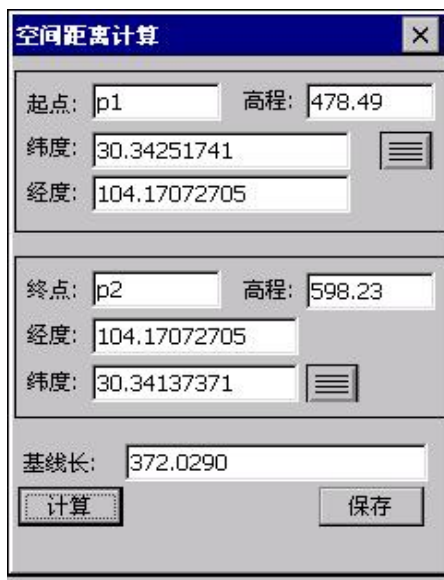 空间距离计算
起点: p1 高程: 478.49
纬度: 30.34251741
经度: 104.17072705
终点: p2 高程: 598.23
经度: 104.17072705
纬度: 30.34137371
基线长: 372.0290
计算 保存